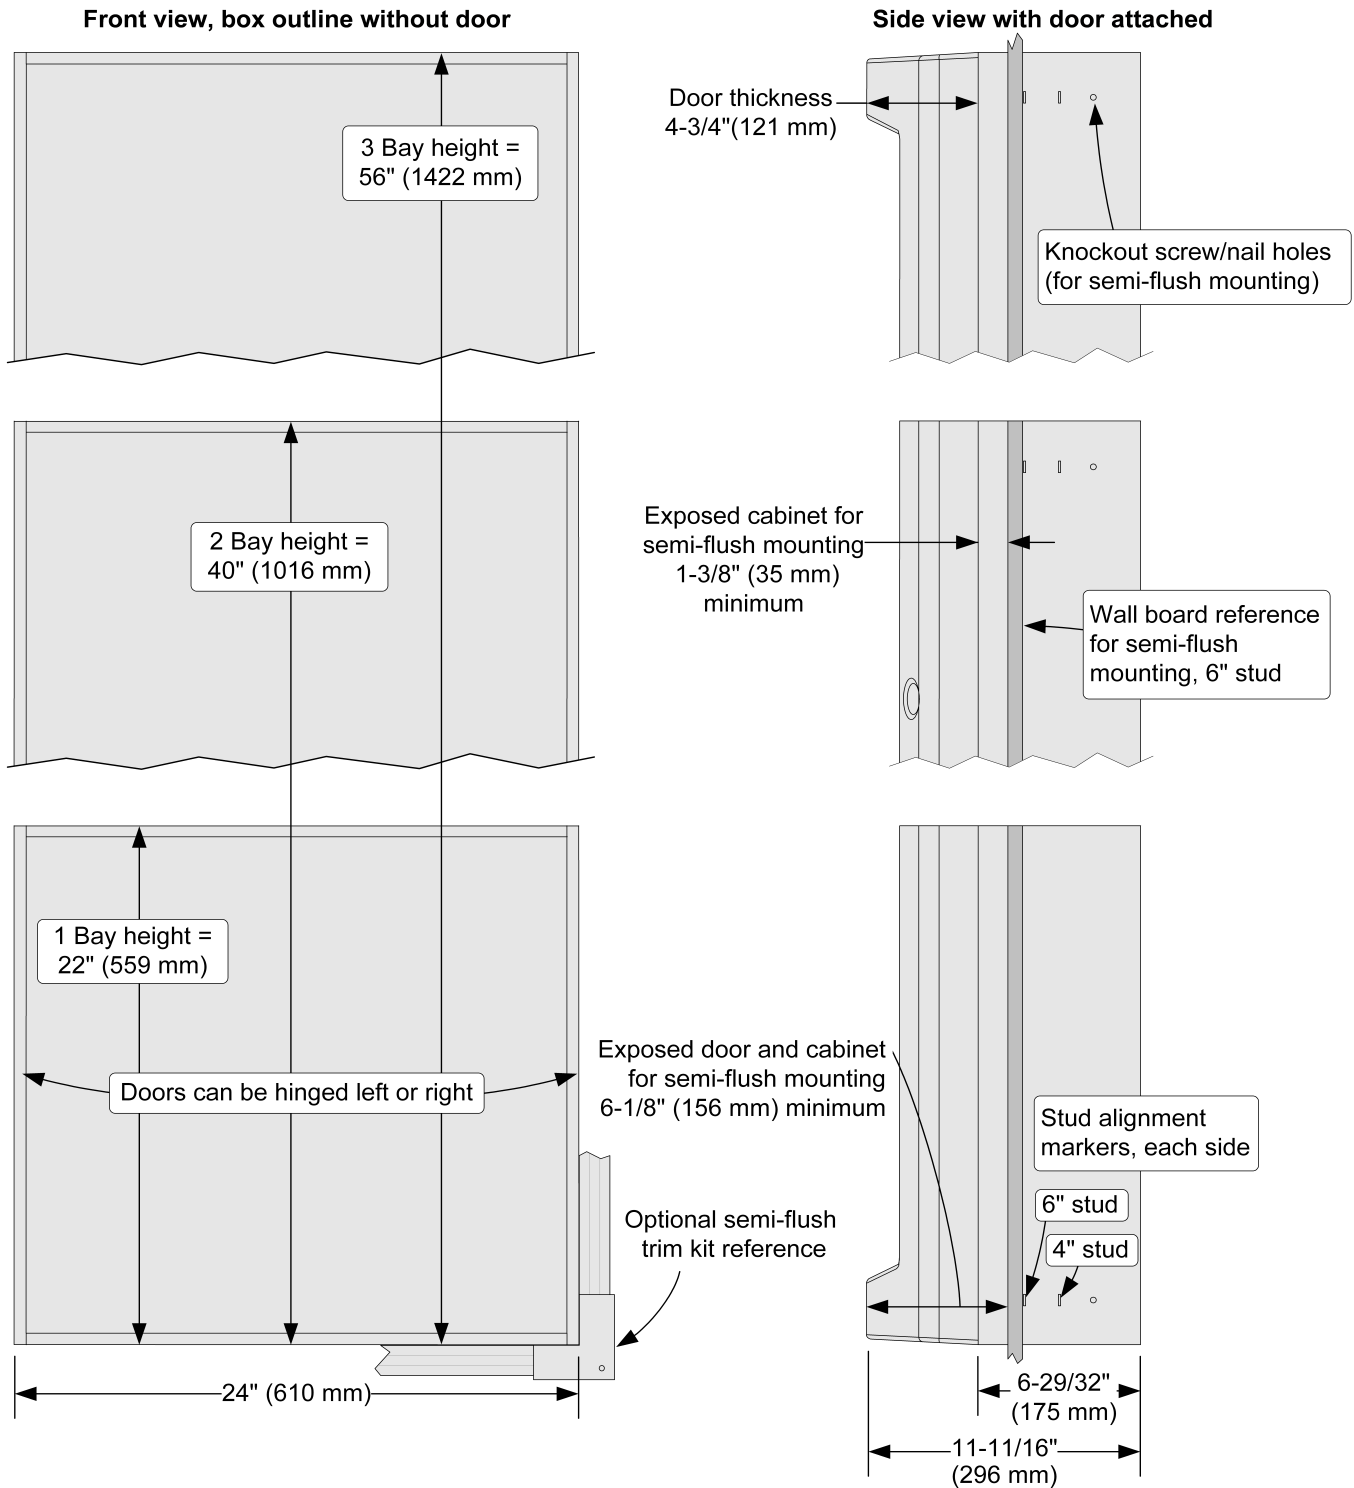 Front view, box outline without door
Side view with door attached
3 Bay height =
56" (1422 mm)
Door thickness
4-3/4"(121 mm)
Knockout screw/nail holes
(for semi-flush mounting)
2 Bay height =
40" (1016 mm)
Exposed cabinet for
semi-flush mounting
1-3/8" (35 mm)
minimum
Wall board reference
for semi-flush
mounting, 6" stud
1 Bay height =
22" (559 mm)
Doors can be hinged left or right
Exposed door and cabinet
for semi-flush mounting
6-1/8" (156 mm) minimum
Stud alignment
markers, each side
6" stud
4" stud
Optional semi-flush
trim kit reference
24" (610 mm)
6-29/32"
(175 mm)
11-11/16"
(296 mm)